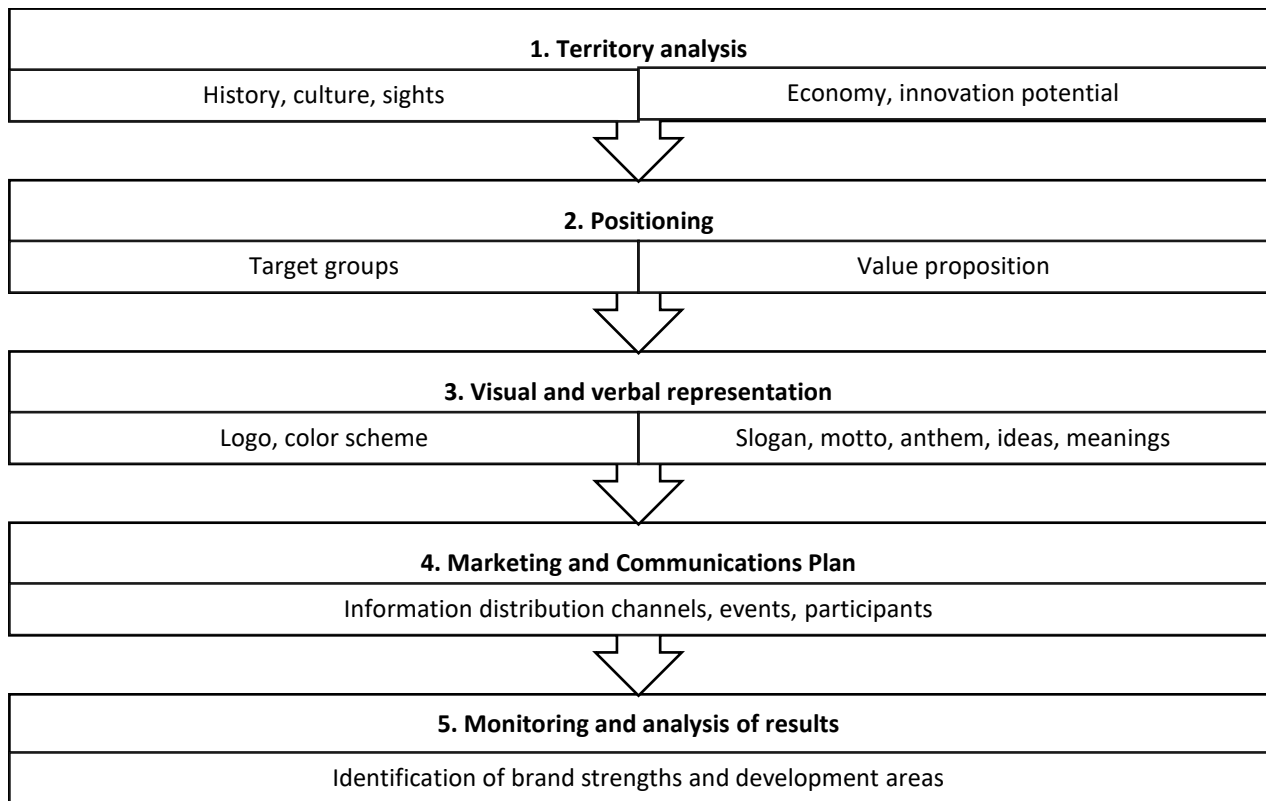 1. Territory analysis
History, culture, sights
Economy, innovation potential
2. Positioning
Target groups
Value proposition
3. Visual and verbal representation
Logo, color scheme
Slogan, motto, anthem, ideas, meanings
4. Marketing and Communications Plan
Information distribution channels, events, participants
5. Monitoring and analysis of results
Identification of brand strengths and development areas